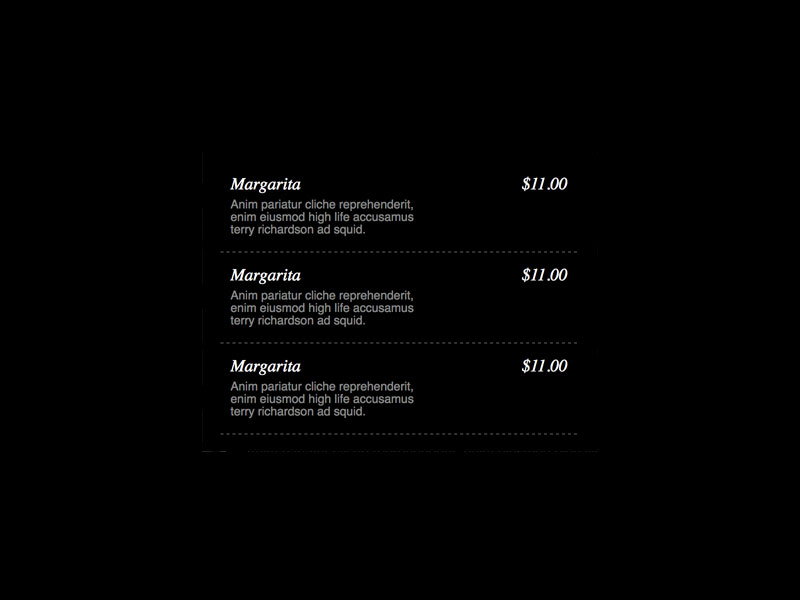 Margarita $11.00
Anim pariatur cliche reprehenderit,
enim eiusmod high life accusamus
terry richardson ad squid.
Margarita $11.00
Anim pariatur cliche reprehenderit,
enim eiusmod high life accusamus
terry richardson ad squid.
Margarita $11.00
Anim pariatur cliche reprehenderit,
enim eiusmod high life accusamus
terry richardson ad squid.